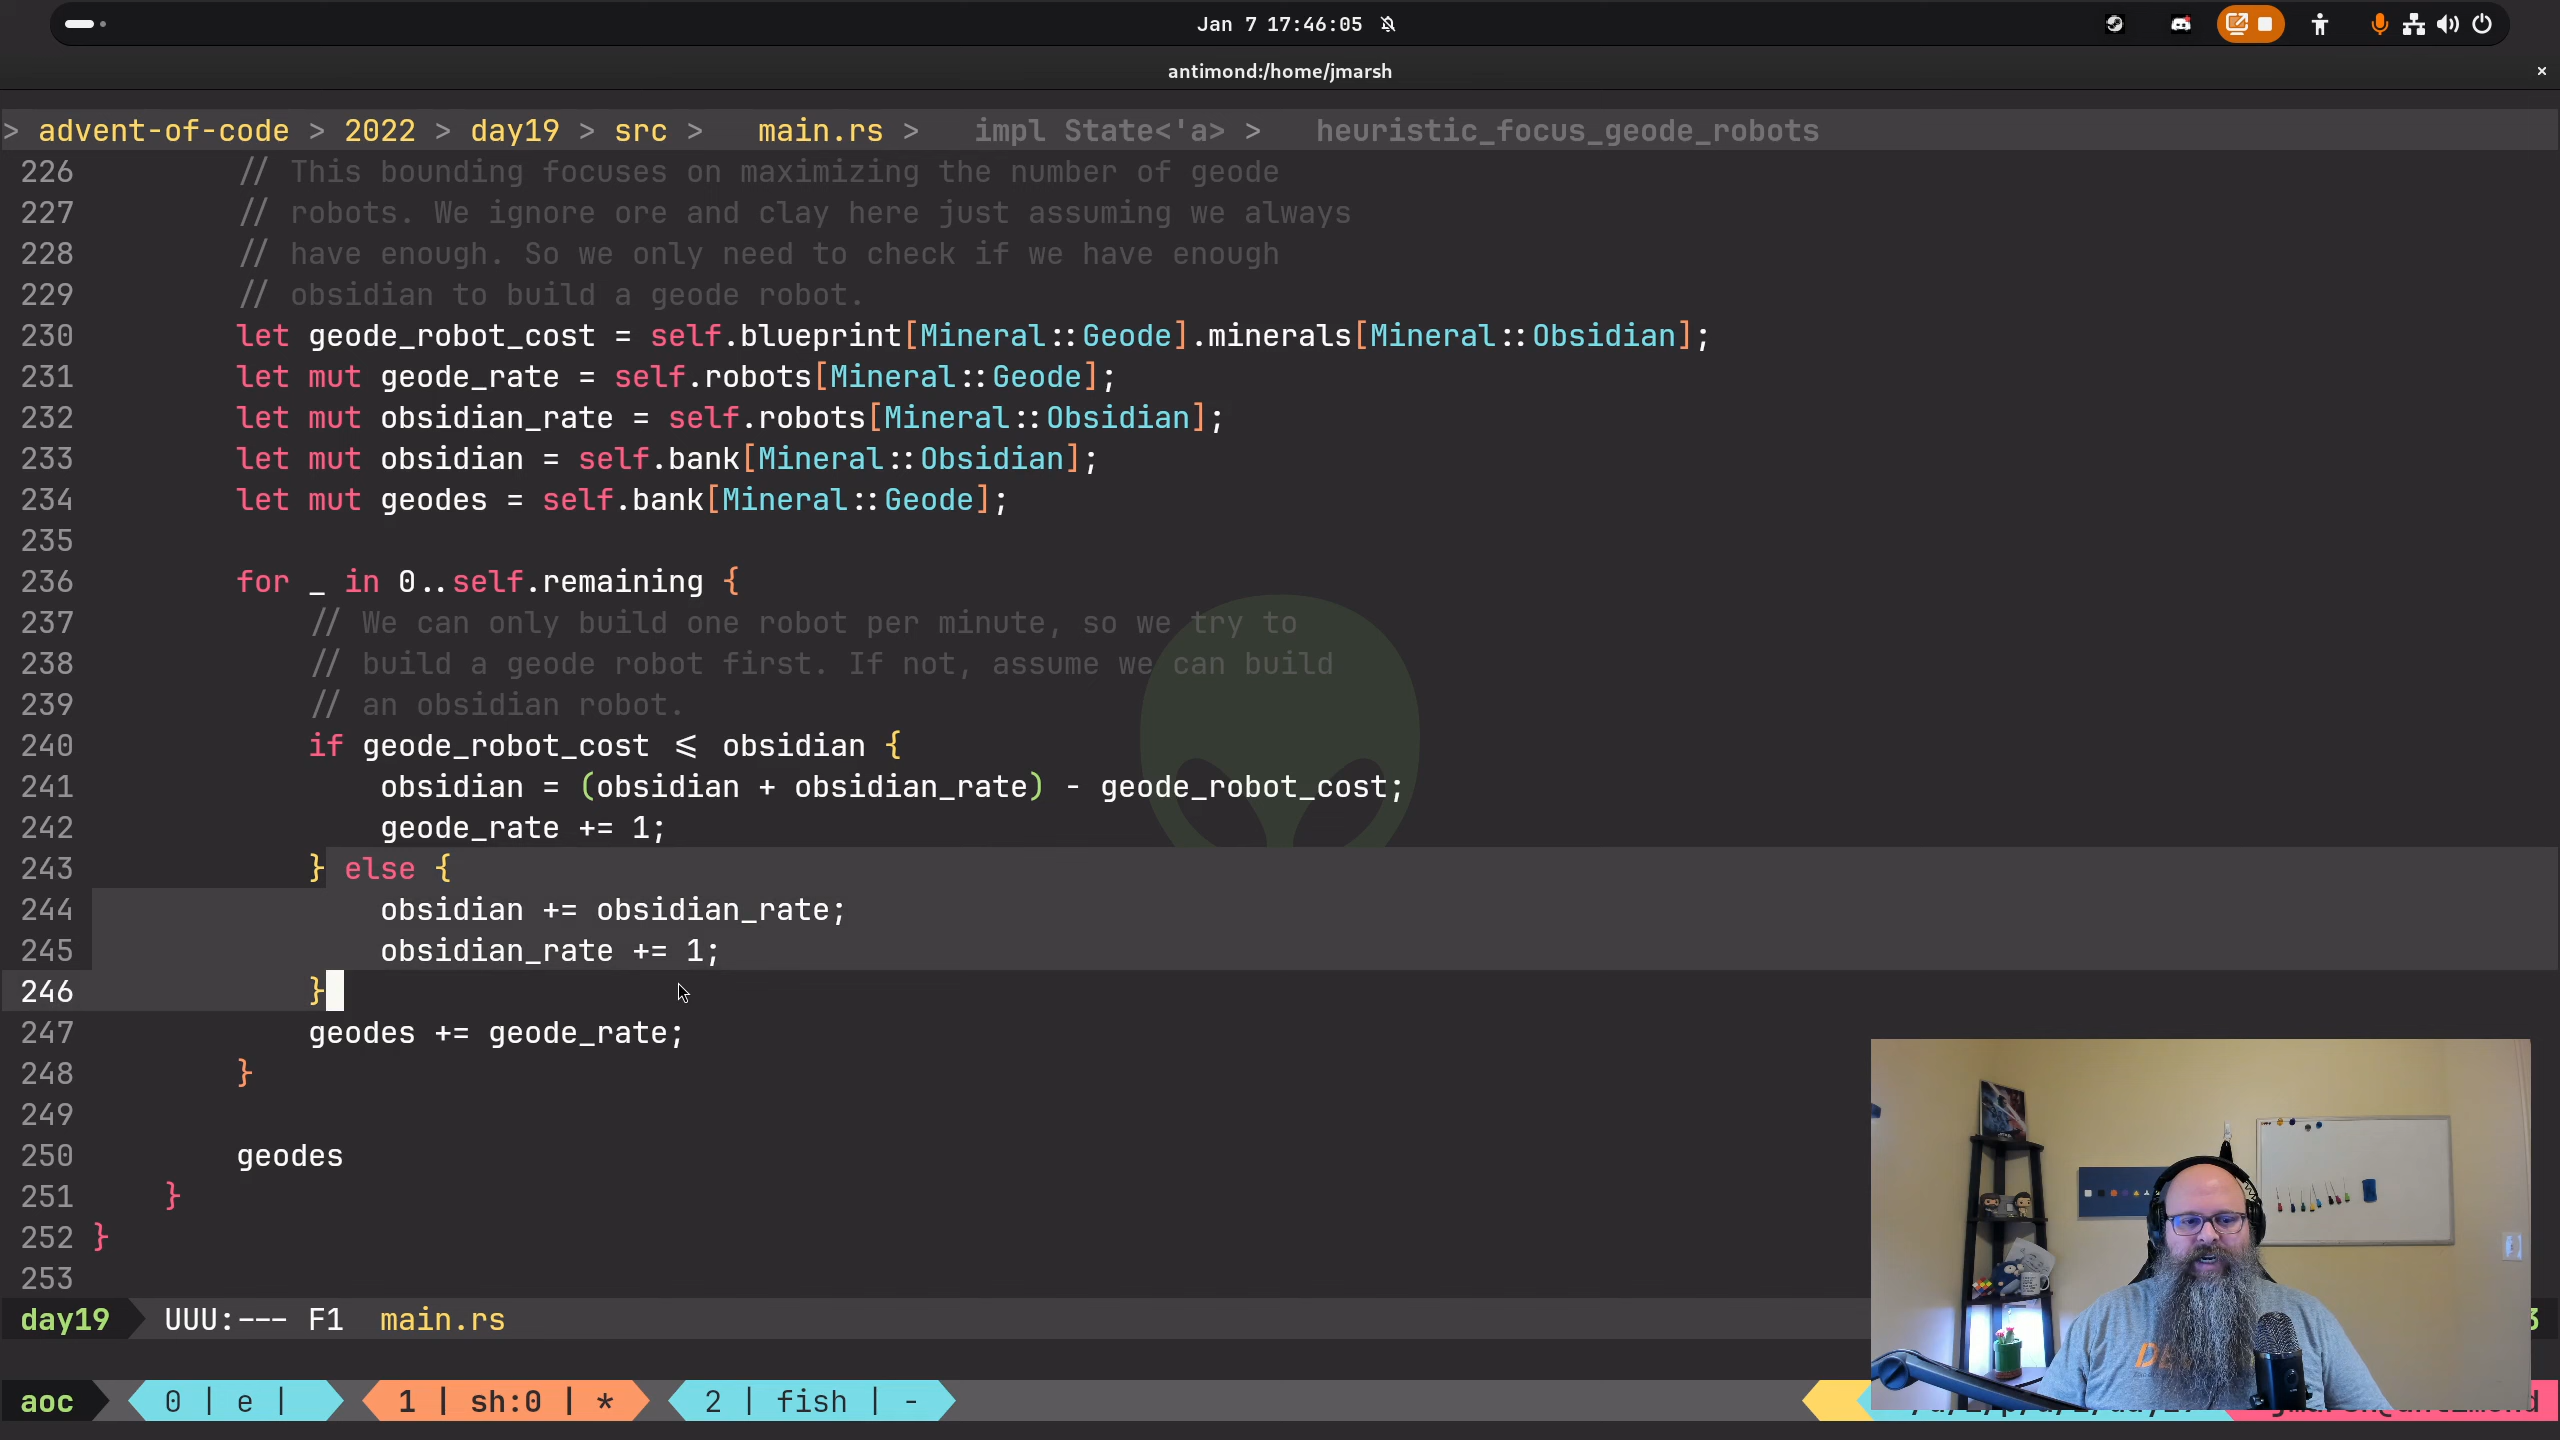 Jan 7 17:46:05
antimond:/home/jmarsh
> advent-of-code > 2022 > day19 > src > main.rs > impl State<'a> > heuristic_focus_geode_robots
226 // This bounding focuses on maximizing the number of geode
227 // robots. We ignore ore and clay here just assuming we always
228 // have enough. So we only need to check if we have enough
229 // obsidian to build a geode robot.
230 let geode_robot_cost = self.blueprint[Mineral::Geode].minerals[Mineral::Obsidian];
231 let mut geode_rate = self.robots[Mineral::Geode];
232 let mut obsidian_rate = self.robots[Mineral::Obsidian];
233 let mut obsidian = self.bank[Mineral::Obsidian];
234 let mut geodes = self.bank[Mineral::Geode];
235
236 for _ in 0..self.remaining {
237 // We can only build one robot per minute, so we try to
238 // build a geode robot first. If not, assume we can build
239 // an obsidian robot.
240 if geode_robot_cost <= obsidian {
241 obsidian = (obsidian + obsidian_rate) - geode_robot_cost;
242 geode_rate += 1;
243 } else {
244 obsidian += obsidian_rate;
245 obsidian_rate += 1;
246 }
247 geodes += geode_rate;
248 }
249
250 geodes
251 }
252 }
253
day19 UUU:--- F1 main.rs
aoc 0 | e | 1 | sh:0 | * 2 | fish | -